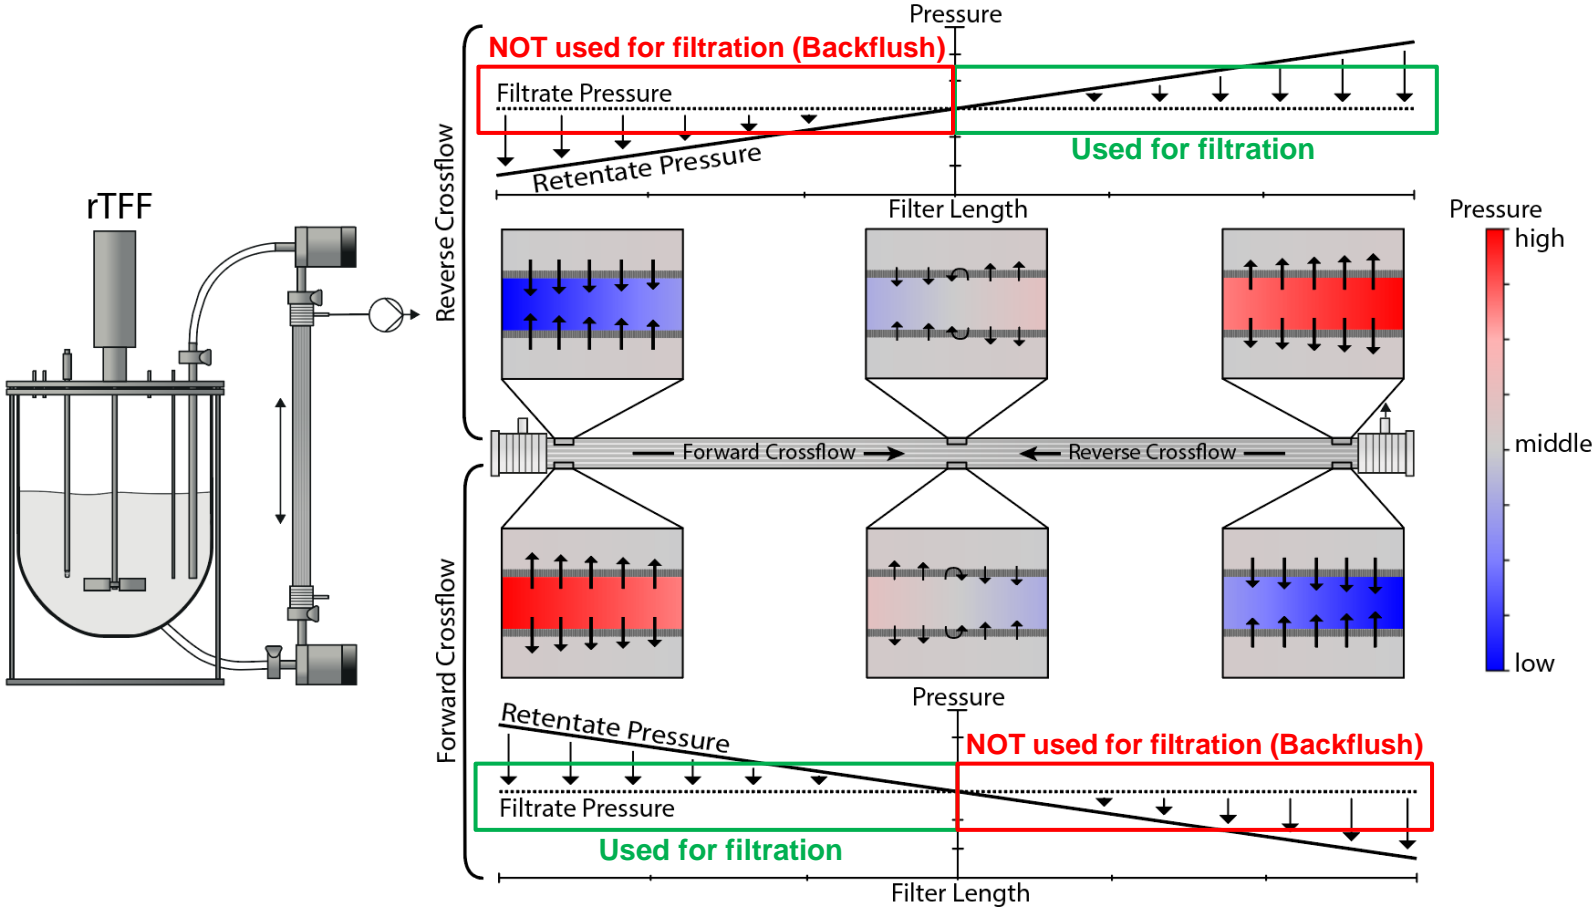 Pressure
NOT used for filtration (Backflush)
Filtrate Pressure
Retentate Pressure
Used for filtration
Reverse Crossflow
Filter Length
rTFF
Pressure
high
middle
low
Forward Crossflow
Reverse Crossflow
Forward Crossflow
Pressure
Retentate Pressure
NOT used for filtration (Backflush)
Filtrate Pressure
Used for filtration
Filter Length